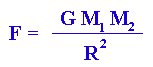 F = G M₁ M₂ / R²